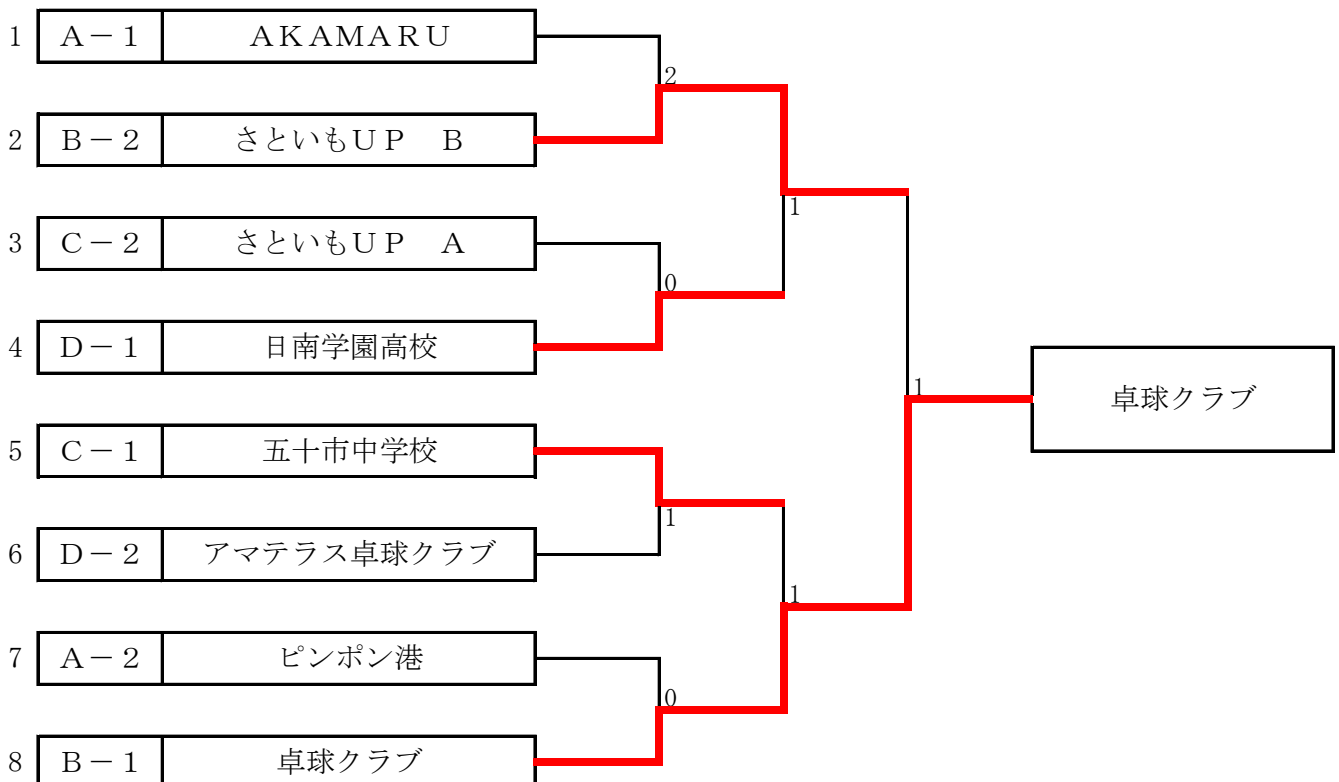 1 A－1 AKAMARU
2
2 B－2 さといもUP B
1
3 C－2 さといもUP A
0
4 D－1 日南学園高校
1 卓球クラブ
5 C－1 五十市中学校
1
6 D－2 アマテラス卓球クラブ
1
7 A－2 ピンポン港
0
8 B－1 卓球クラブ